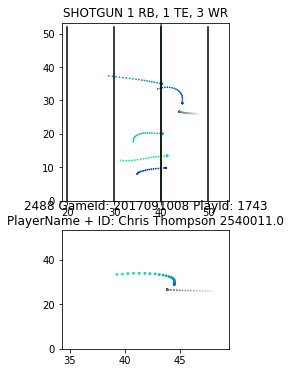 SHOTGUN 1 RB, 1 TE, 3 WR
50
40
30
20
10
0
20 30 40 50
2488 GameId: 2017091008 PlayId: 1743
PlayerName + ID: Chris Thompson 2540011.0
40
20
0
35 40 45